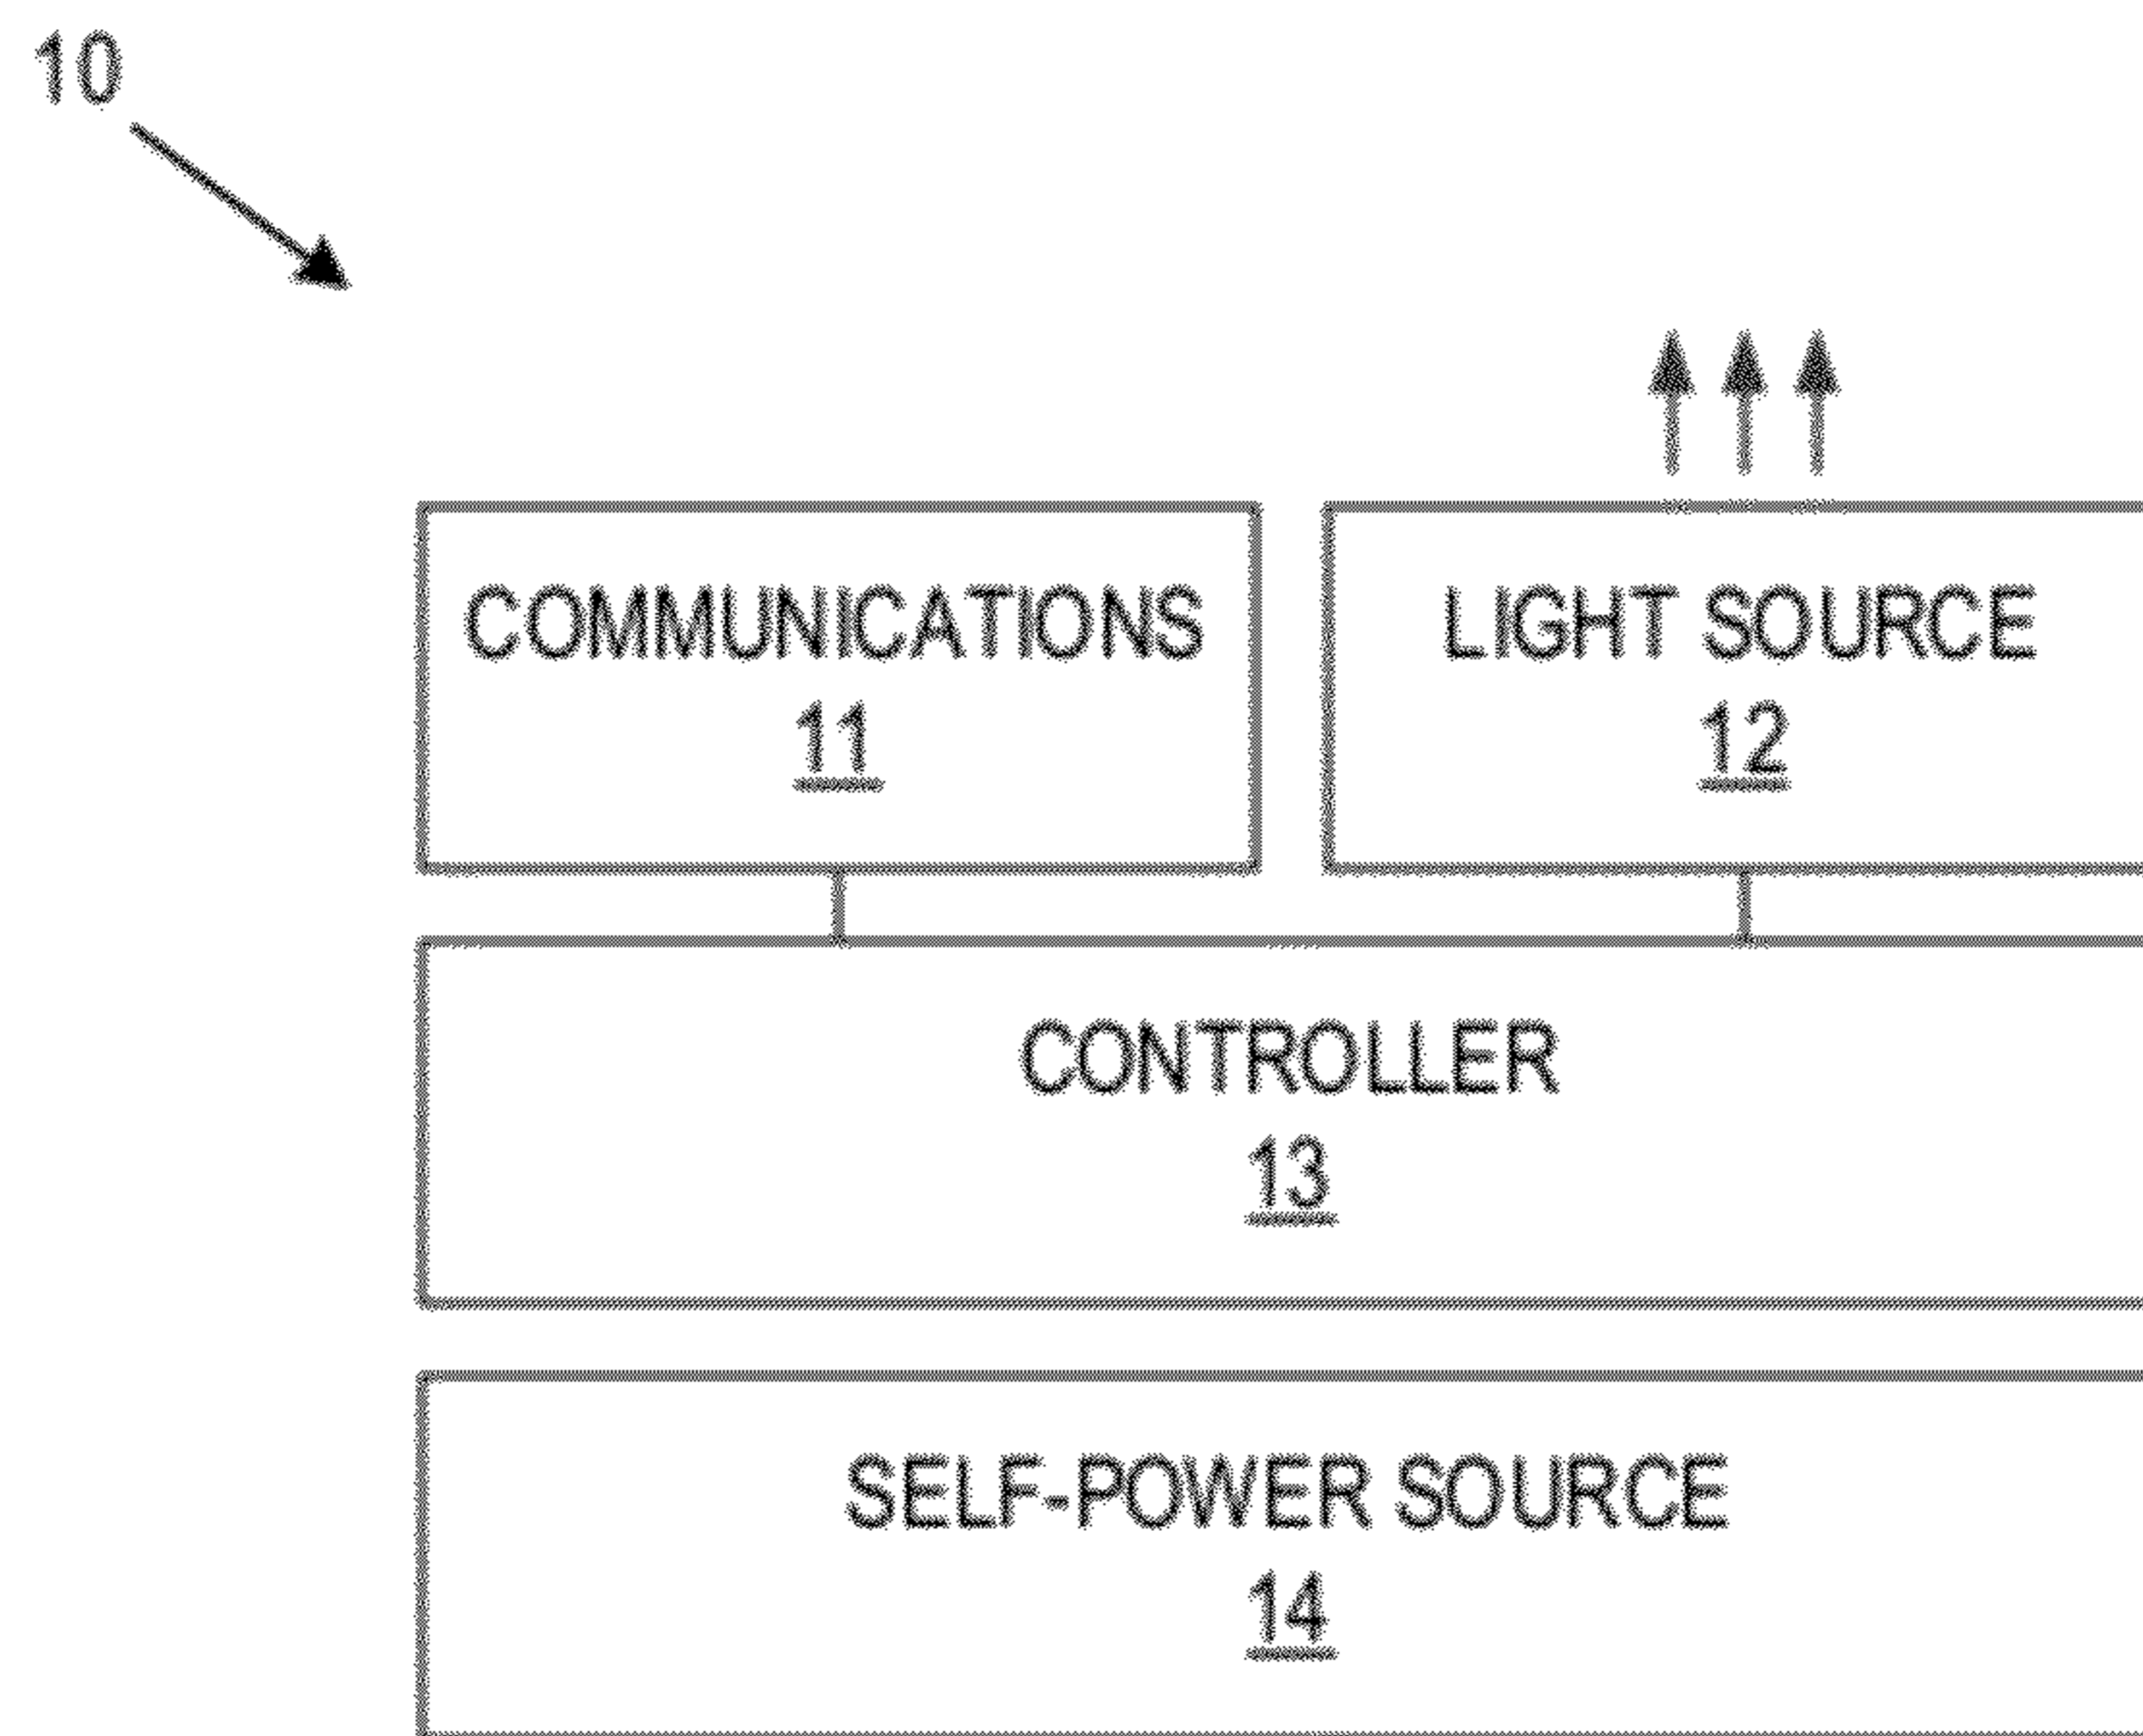 10
COMMUNICATIONS
11
LIGHT SOURCE
12
CONTROLLER
13
SELF-POWER SOURCE
14